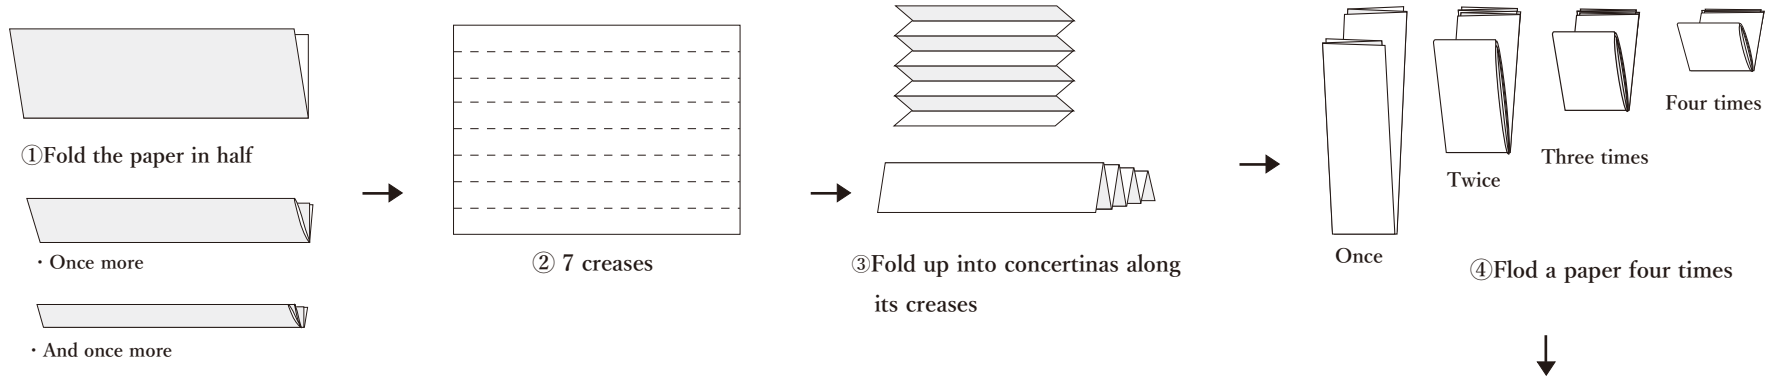 ①Fold the paper in half
・Once more
・And once more
② 7 creases
③Fold up into concertinas along
its creases
Once
Twice
Three times
Four times
④Flod a paper four times